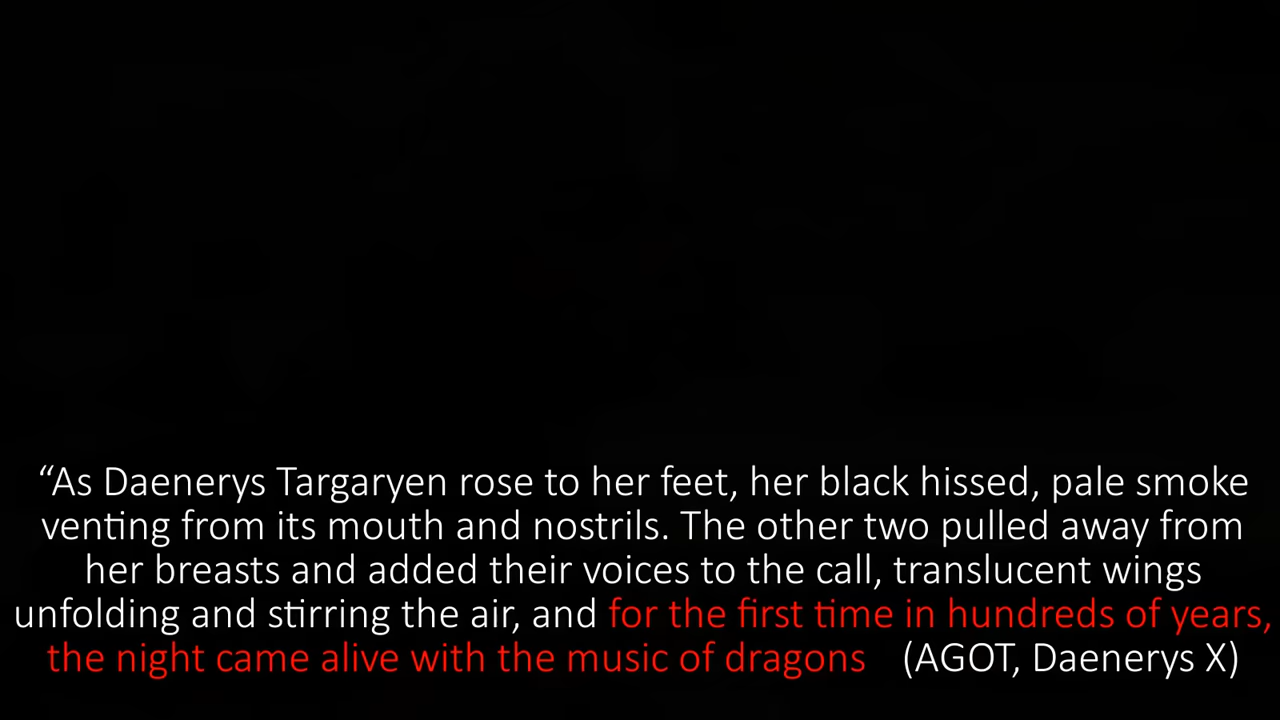 “As Daenerys Targaryen rose to her feet, her black hissed, pale smoke
venting from its mouth and nostrils. The other two pulled away from
her breasts and added their voices to the call, translucent wings
unfolding and stirring the air, and for the first time in hundreds of years,
the night came alive with the music of dragons (AGOT, Daenerys X)